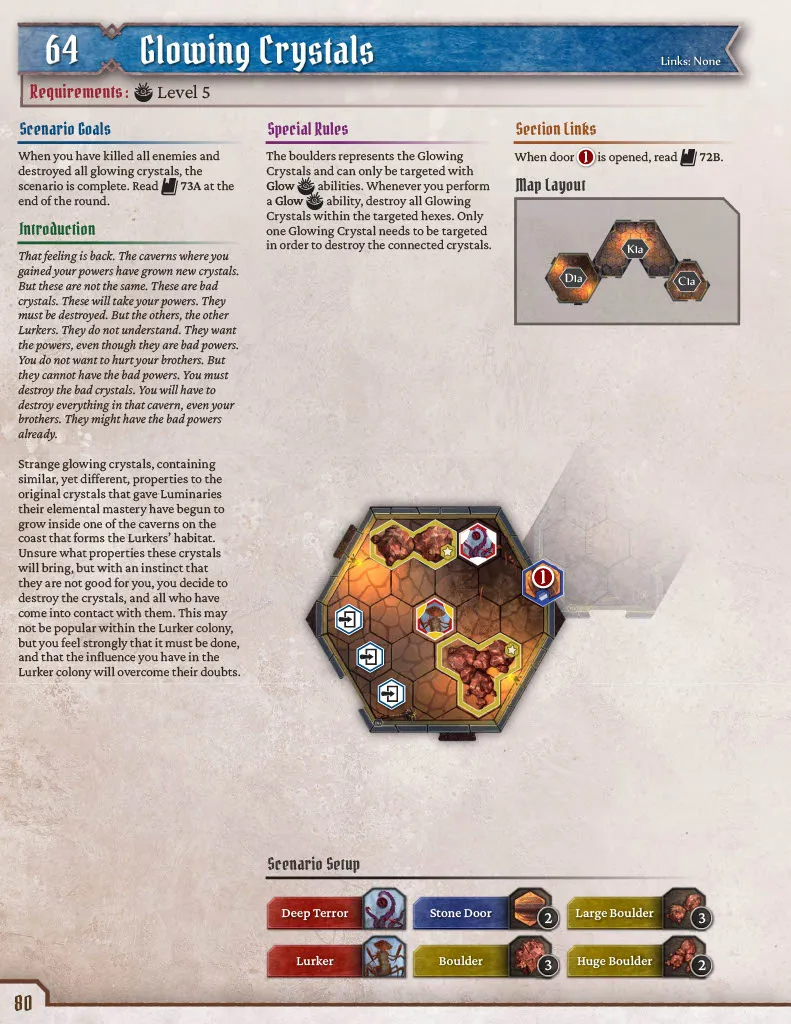 64 Glowing Crystals
Links: None
Requirements: Level 5
Scenario Goals
When you have killed all enemies and
destroyed all glowing crystals, the
scenario is complete. Read 73A at the
end of the round.
Introduction
That feeling is back. The caverns where you
gained your powers have grown new crystals.
But these are not the same. These are bad
crystals. These will take your powers. They
must be destroyed. But the others, the other
Lurkers. They do not understand. They want
the powers, even though they are bad powers.
You do not want to hurt your brothers. But
they cannot have the bad powers. You must
destroy the bad crystals. You will have to
destroy everything in that cavern, even your
brothers. They might have the bad powers
already.
Strange glowing crystals, containing
similar, yet different, properties to the
original crystals that gave Luminaries
their elemental mastery have begun to
grow inside one of the caverns on the
coast that forms the Lurkers' habitat.
Unsure what properties these crystals
will bring, but with an instinct that
they are not good for you, you decide to
destroy the crystals, and all who have
come into contact with them. This may
not be popular within the Lurker colony,
but you feel strongly that it must be done,
and that the influence you have in the
Lurker colony will overcome their doubts.
Special Rules
The boulders represents the Glowing
Crystals and can only be targeted with
Glow abilities. Whenever you perform
a Glow ability, destroy all Glowing
Crystals within the targeted hexes. Only
one Glowing Crystal needs to be targeted
in order to destroy the connected crystals.
Section Links
When door 1 is opened, read 72B.
Map Layout
D1a
K1a
C1a
1
Scenario Setup
Deep Terror
Stone Door 2
Large Boulder 3
Lurker
Boulder 3
Huge Boulder 2
80